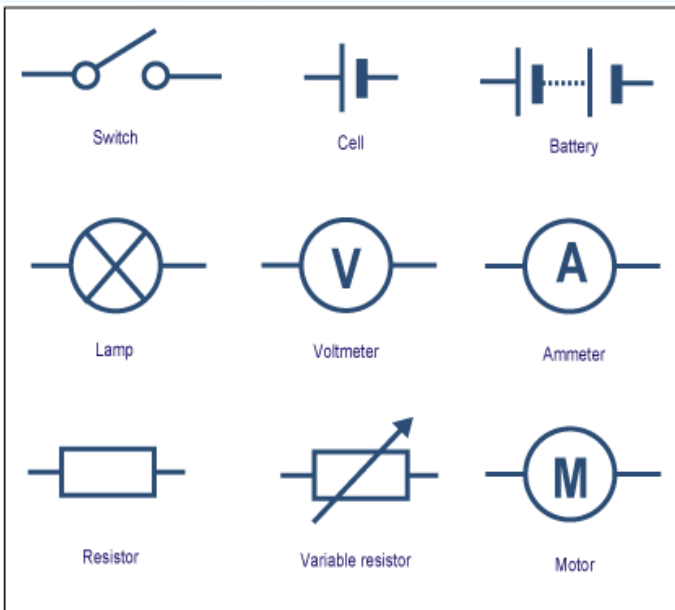 Switch
Cell
Battery
Lamp
V
Voltmeter
A
Ammeter
Resistor
Variable resistor
M
Motor